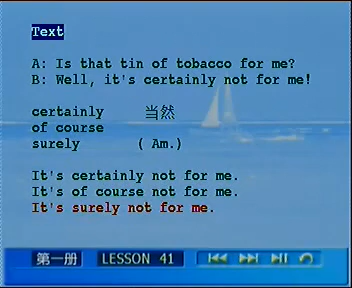 Text
A: Is that tin of tobacco for me?
B: Well, it's certainly not for me!
certainly 当然
of course
surely ( Am.)
It's certainly not for me.
It's of course not for me.
It's surely not for me.
第一册 LESSON 41